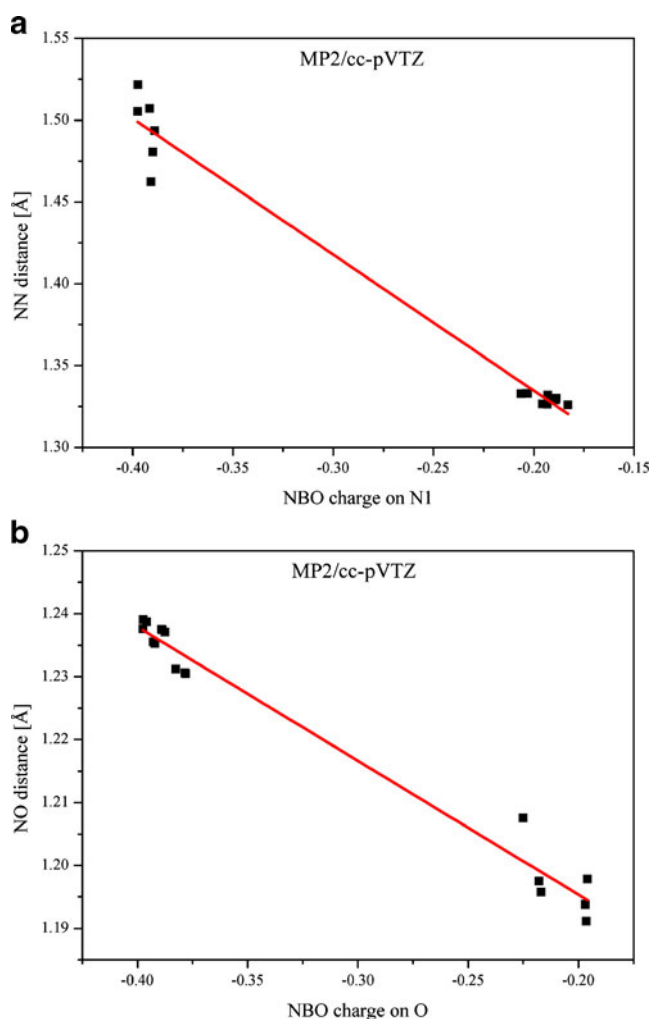 a
MP2/cc-pVTZ
1.55
1.50
1.45
1.40
1.35
1.30
NN distance [Å]
-0.40 -0.35 -0.30 -0.25 -0.20 -0.15
NBO charge on N1
b
MP2/cc-pVTZ
1.25
1.24
1.23
1.22
1.21
1.20
1.19
NO distance [Å]
-0.40 -0.35 -0.30 -0.25 -0.20
NBO charge on O